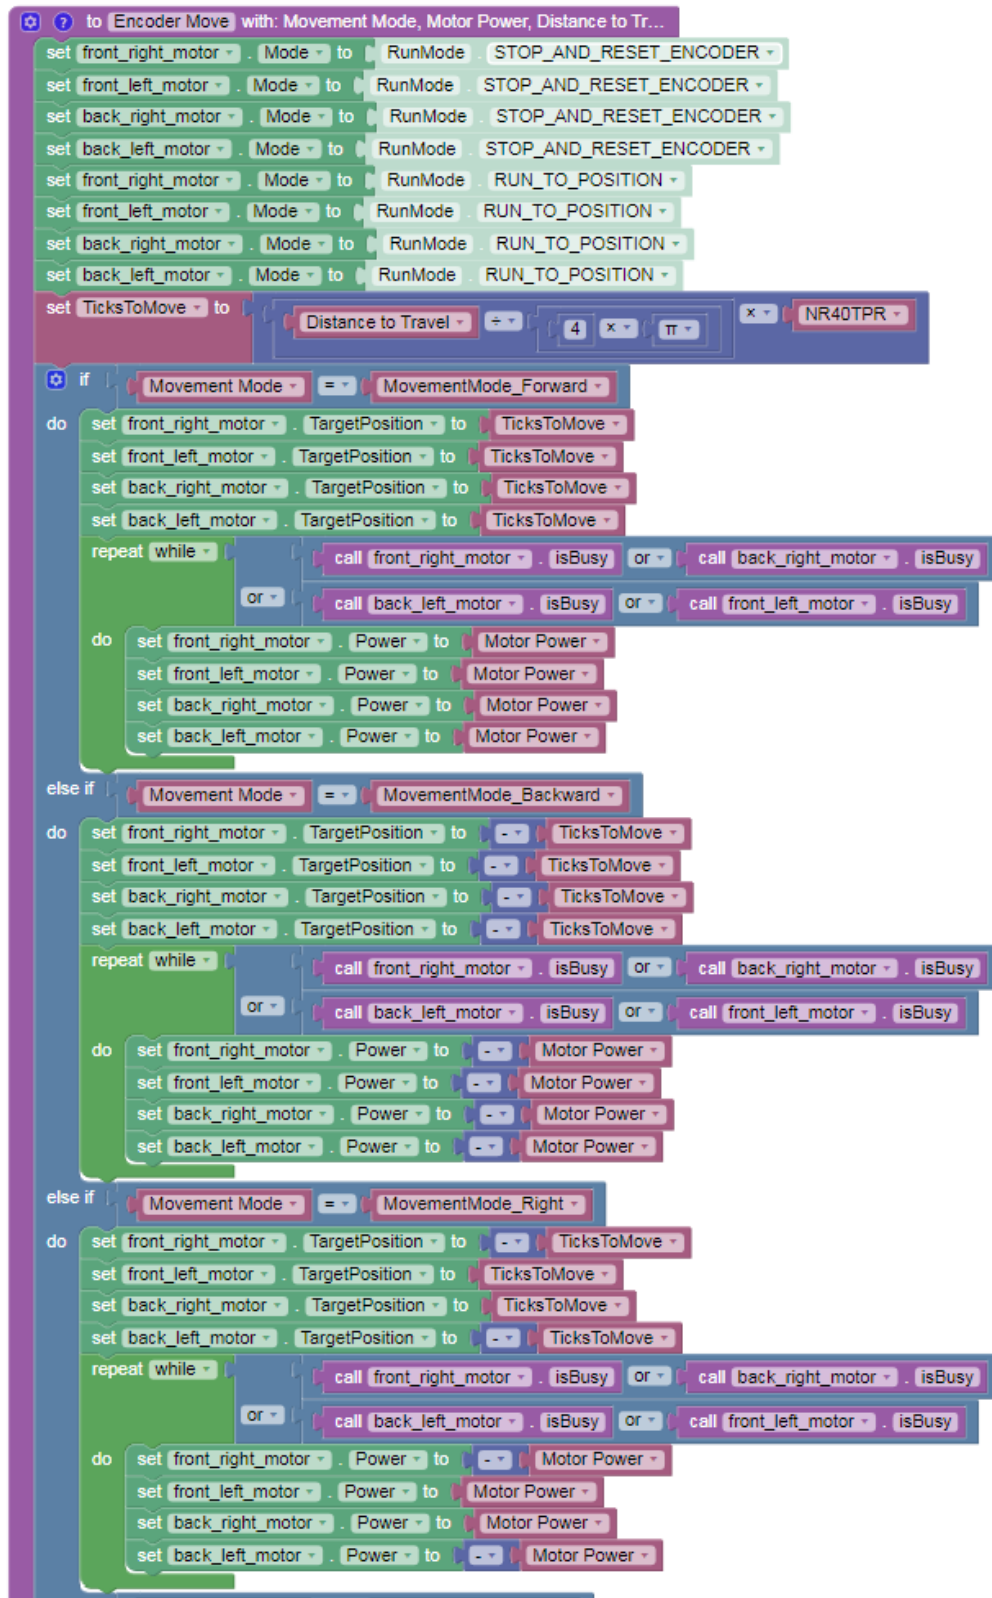 to Encoder Move with: Movement Mode, Motor Power, Distance to Tr...
set front_right_motor . Mode to RunMode . STOP_AND_RESET_ENCODER
set front_left_motor . Mode to RunMode . STOP_AND_RESET_ENCODER
set back_right_motor . Mode to RunMode . STOP_AND_RESET_ENCODER
set back_left_motor . Mode to RunMode . STOP_AND_RESET_ENCODER
set front_right_motor . Mode to RunMode . RUN_TO_POSITION
set front_left_motor . Mode to RunMode . RUN_TO_POSITION
set back_right_motor . Mode to RunMode . RUN_TO_POSITION
set back_left_motor . Mode to RunMode . RUN_TO_POSITION
set TicksToMove to Distance to Travel ÷ 4 × π × NR40TPR
if Movement Mode = MovementMode_Forward
do set front_right_motor . TargetPosition to TicksToMove
set front_left_motor . TargetPosition to TicksToMove
set back_right_motor . TargetPosition to TicksToMove
set back_left_motor . TargetPosition to TicksToMove
repeat while call front_right_motor . isBusy or call back_right_motor . isBusy
or call back_left_motor . isBusy or call front_left_motor . isBusy
do set front_right_motor . Power to Motor Power
set front_left_motor . Power to Motor Power
set back_right_motor . Power to Motor Power
set back_left_motor . Power to Motor Power
else if Movement Mode = MovementMode_Backward
do set front_right_motor . TargetPosition to - TicksToMove
set front_left_motor . TargetPosition to - TicksToMove
set back_right_motor . TargetPosition to - TicksToMove
set back_left_motor . TargetPosition to - TicksToMove
repeat while call front_right_motor . isBusy or call back_right_motor . isBusy
or call back_left_motor . isBusy or call front_left_motor . isBusy
do set front_right_motor . Power to - Motor Power
set front_left_motor . Power to - Motor Power
set back_right_motor . Power to - Motor Power
set back_left_motor . Power to - Motor Power
else if Movement Mode = MovementMode_Right
do set front_right_motor . TargetPosition to - TicksToMove
set front_left_motor . TargetPosition to TicksToMove
set back_right_motor . TargetPosition to TicksToMove
set back_left_motor . TargetPosition to - TicksToMove
repeat while call front_right_motor . isBusy or call back_right_motor . isBusy
or call back_left_motor . isBusy or call front_left_motor . isBusy
do set front_right_motor . Power to - Motor Power
set front_left_motor . Power to Motor Power
set back_right_motor . Power to Motor Power
set back_left_motor . Power to - Motor Power